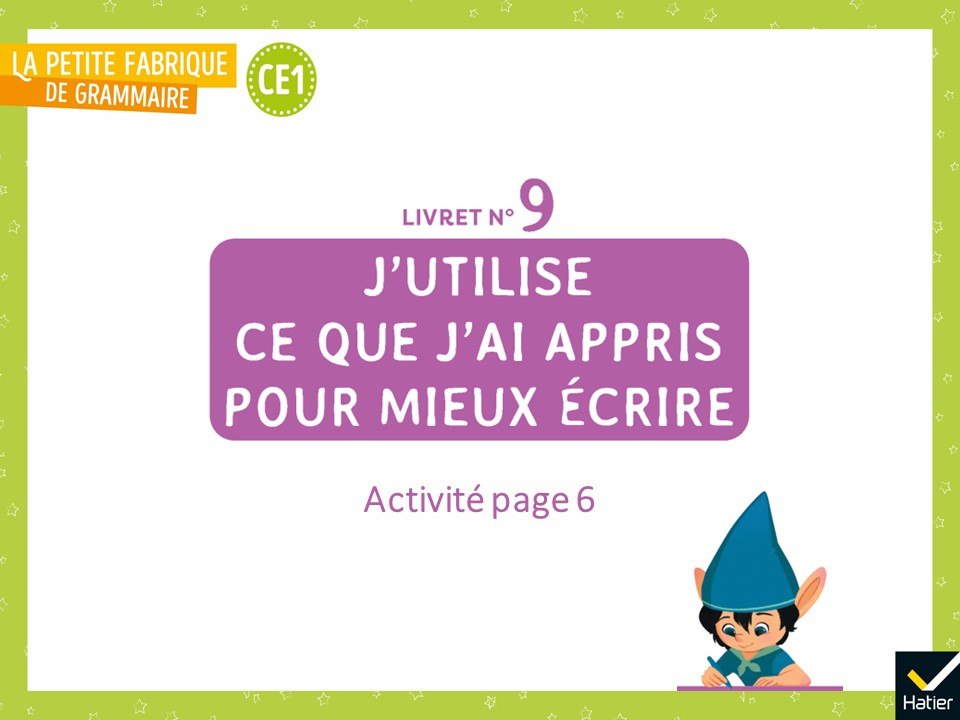 LA PETITE FABRIQUE
DE GRAMMAIRE
CE1
LIVRET N° 9
J'UTILISE
CE QUE J'AI APPRIS
POUR MIEUX ÉCRIRE
Activité page 6
Hatier